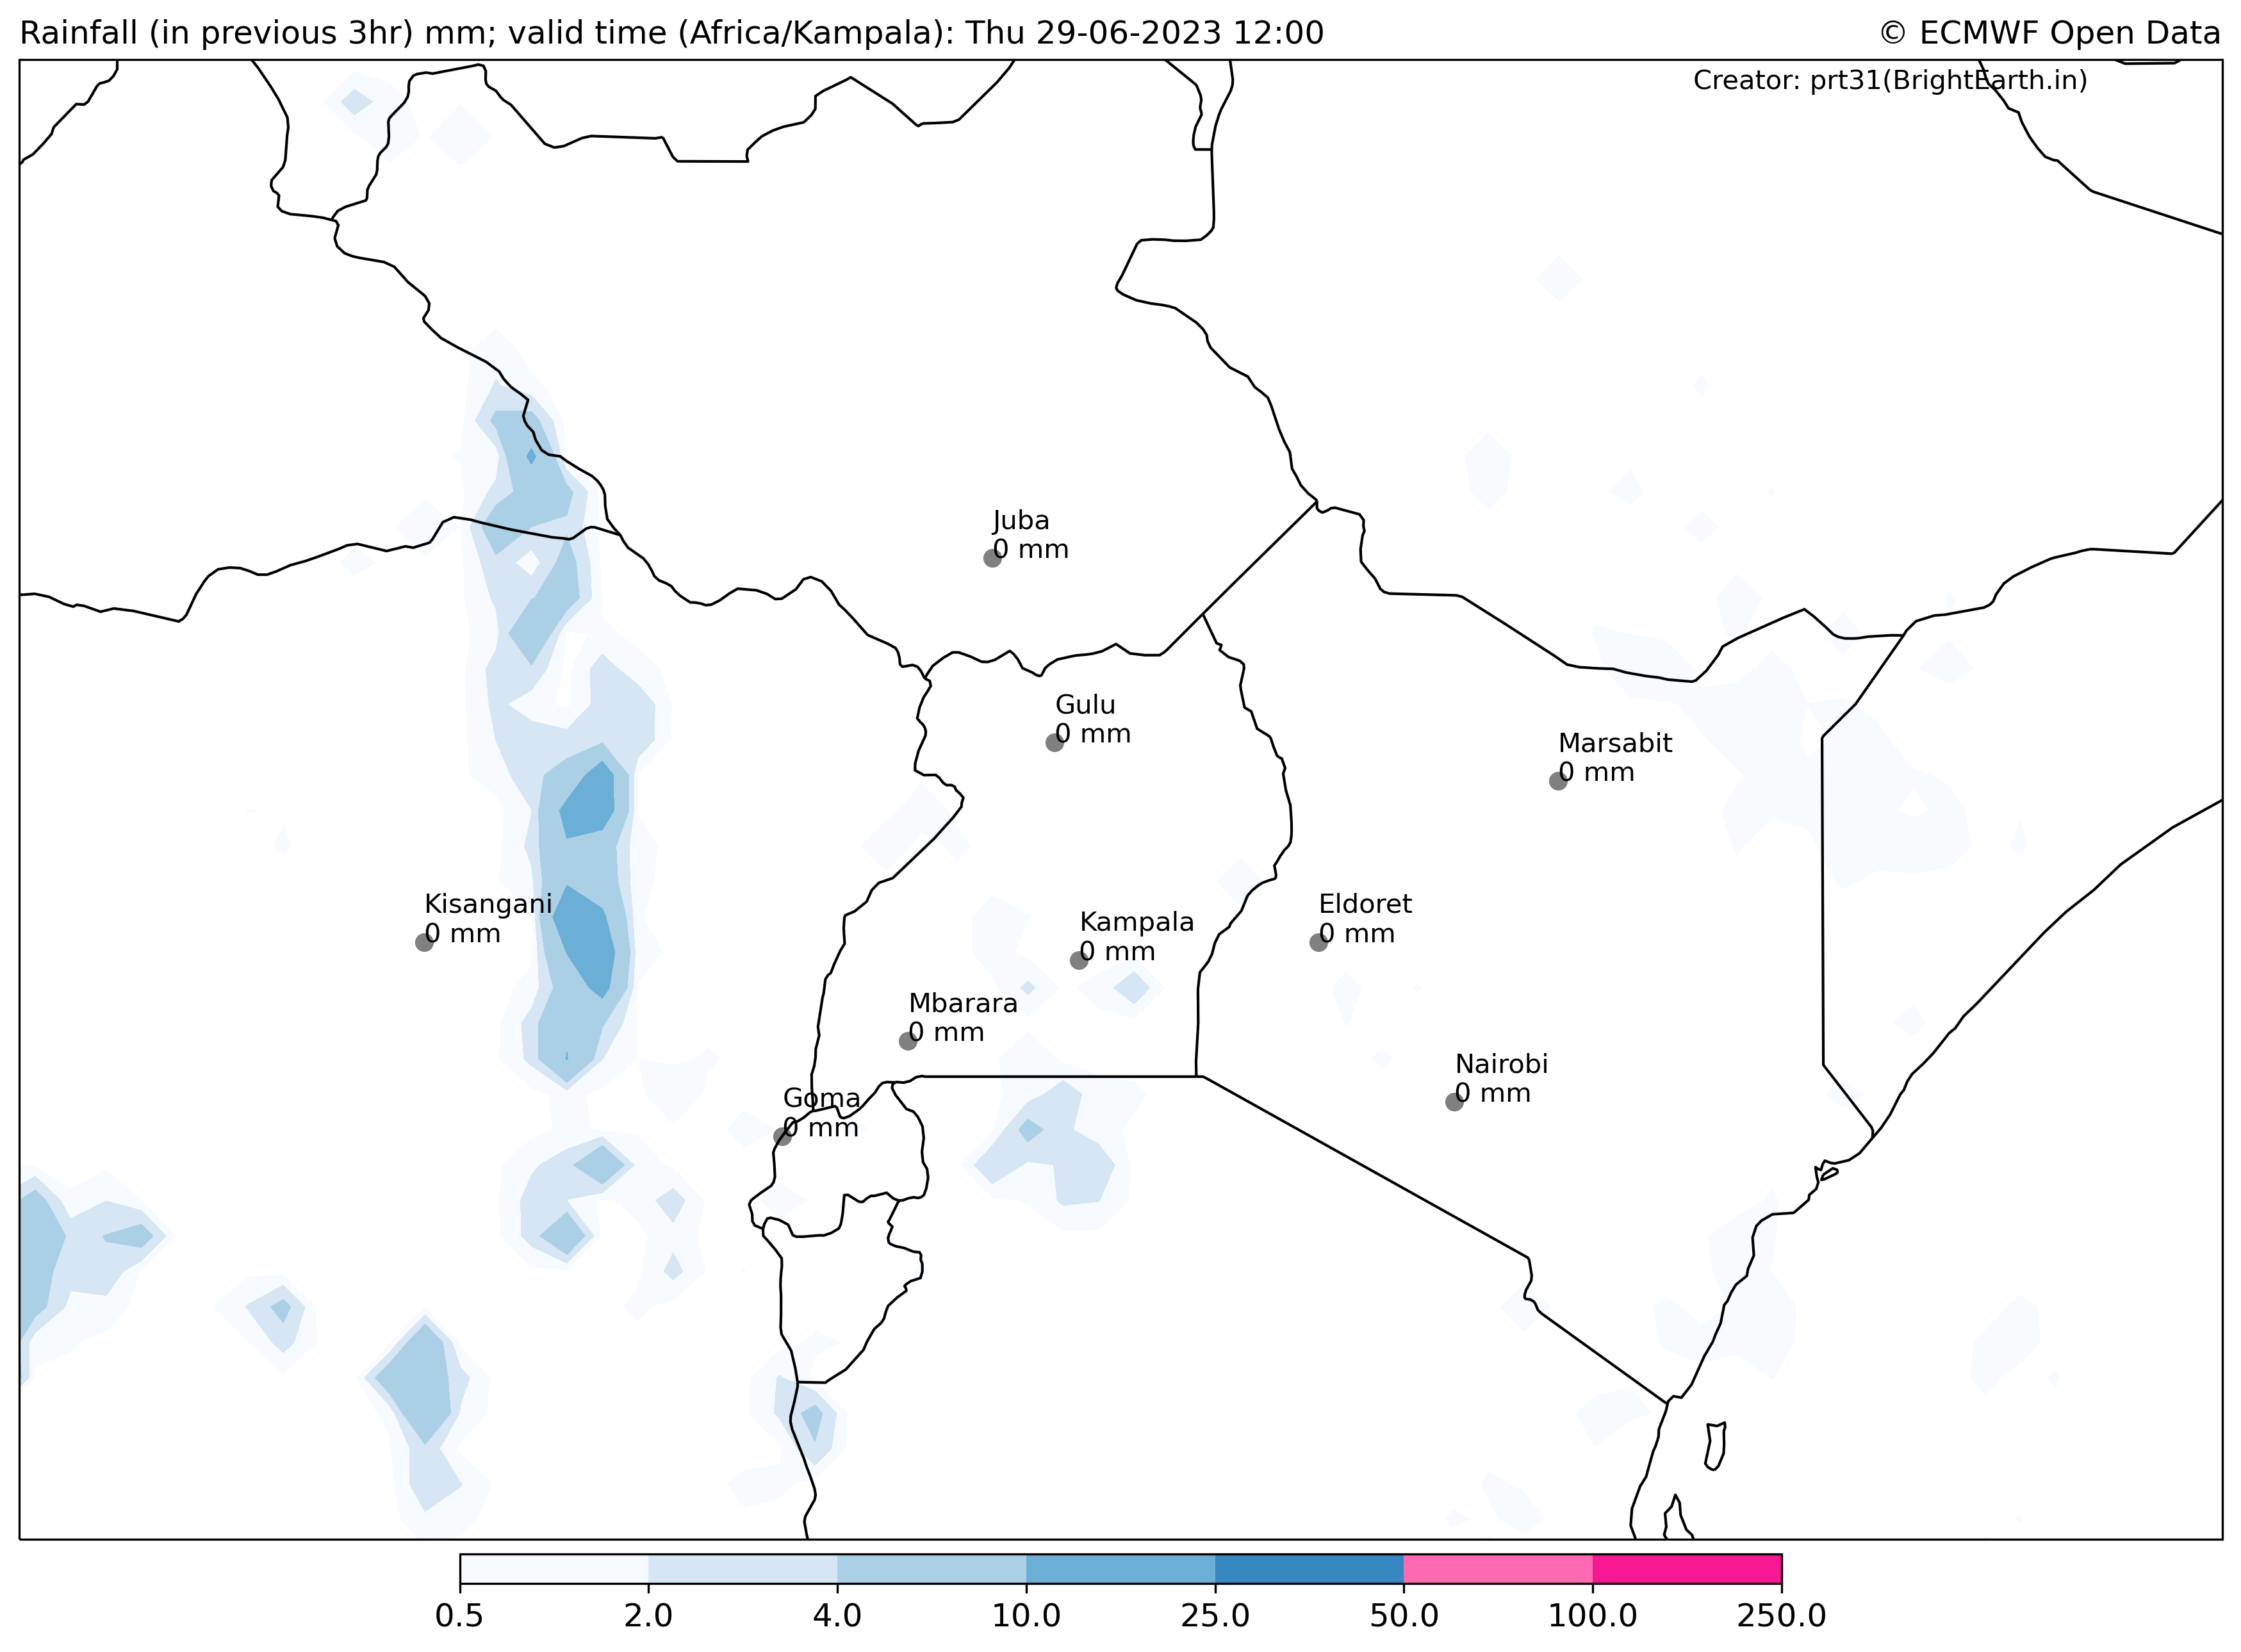 Rainfall (in previous 3hr) mm; valid time (Africa/Kampala): Thu 29-06-2023 12:00
© ECMWF Open Data
Creator: prt31(BrightEarth.in)
Juba
0 mm
Gulu
0 mm
Marsabit
0 mm
Kisangani
0 mm
Kampala
0 mm
Eldoret
0 mm
Mbarara
0 mm
Nairobi
0 mm
Goma
0 mm
0.5 2.0 4.0 10.0 25.0 50.0 100.0 250.0